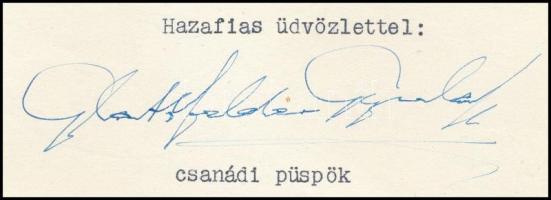 Hazafias üdvözlettel:
Glattfelder Gyula
csanádi püspök